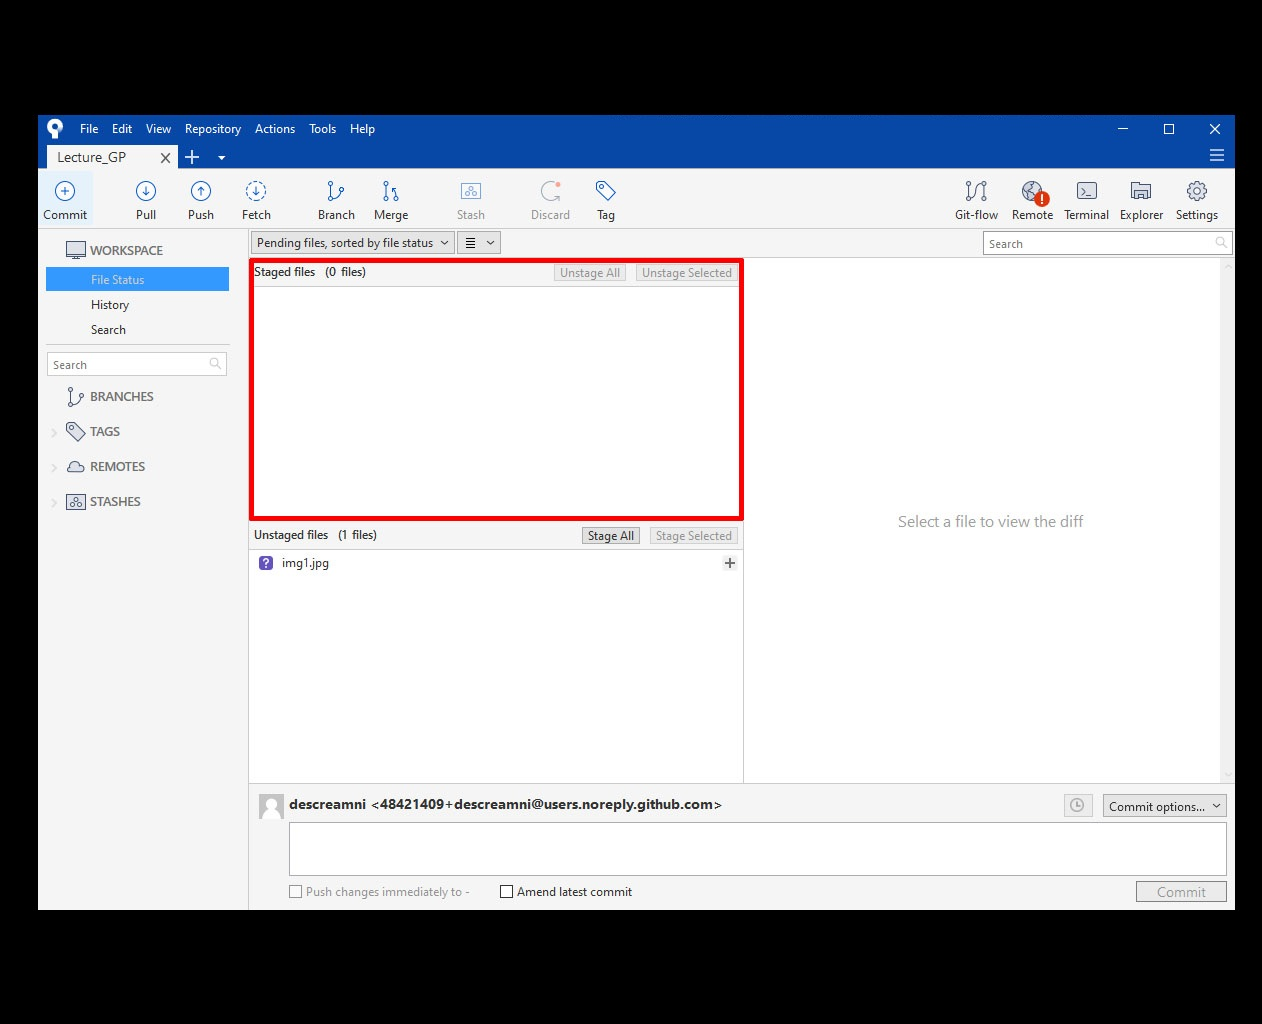 File Edit View Repository Actions Tools Help
Lecture_GP
Commit Pull Push Fetch Branch Merge Stash Discard Tag Git-flow Remote Terminal Explorer Settings
WORKSPACE
File Status
History
Search
Search
BRANCHES
TAGS
REMOTES
STASHES
Pending files, sorted by file status
Search
Staged files (0 files) Unstage All Unstage Selected
Unstaged files (1 files) Stage All Stage Selected
? img1.jpg +
Select a file to view the diff
descreamni <48421409+descreamni@users.noreply.github.com>
Commit options...
Push changes immediately to - Amend latest commit
Commit